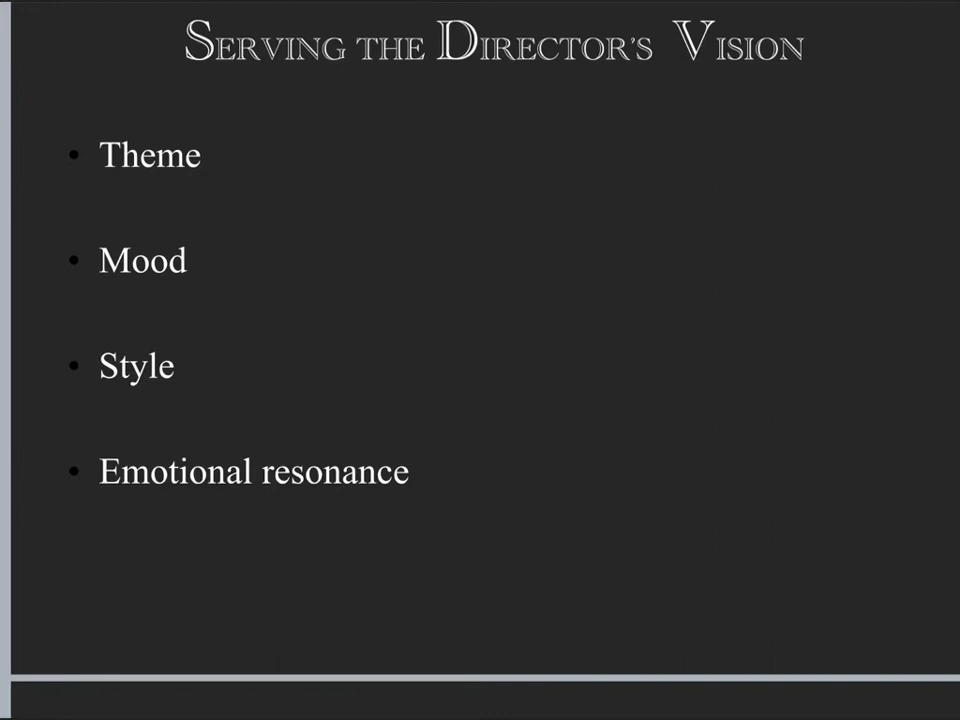 Serving the Director's Vision
• Theme
• Mood
• Style
• Emotional resonance